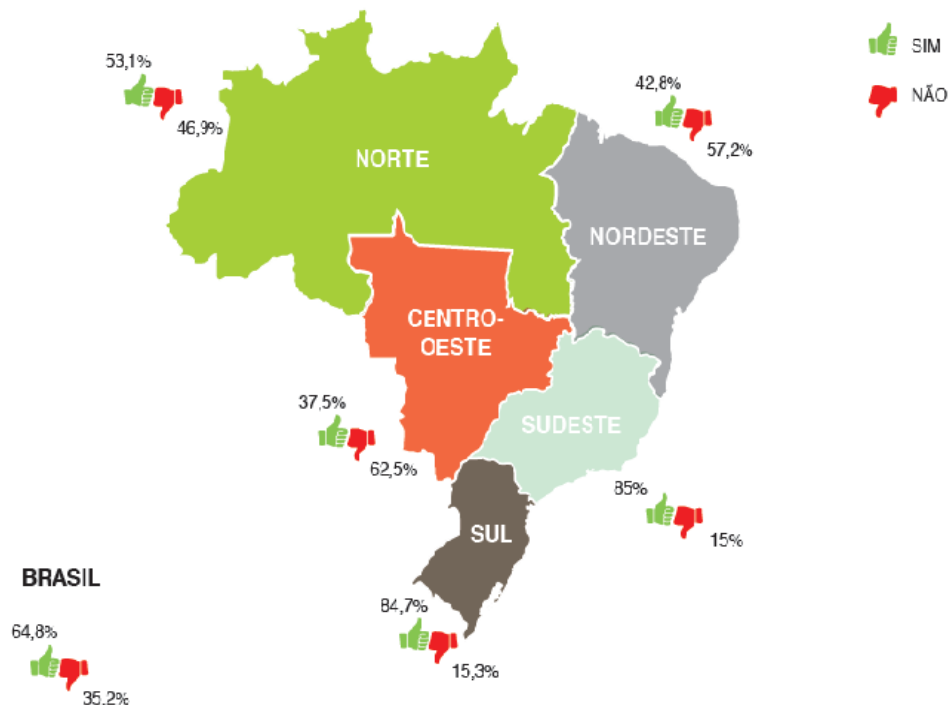 53,1%
46,9%
42,8%
57,2%
SIM
NÃO
NORTE
NORDESTE
CENTRO-
OESTE
37,5%
62,5%
SUDESTE
85%
15%
SUL
84,7%
15,3%
BRASIL
64,8%
35,2%